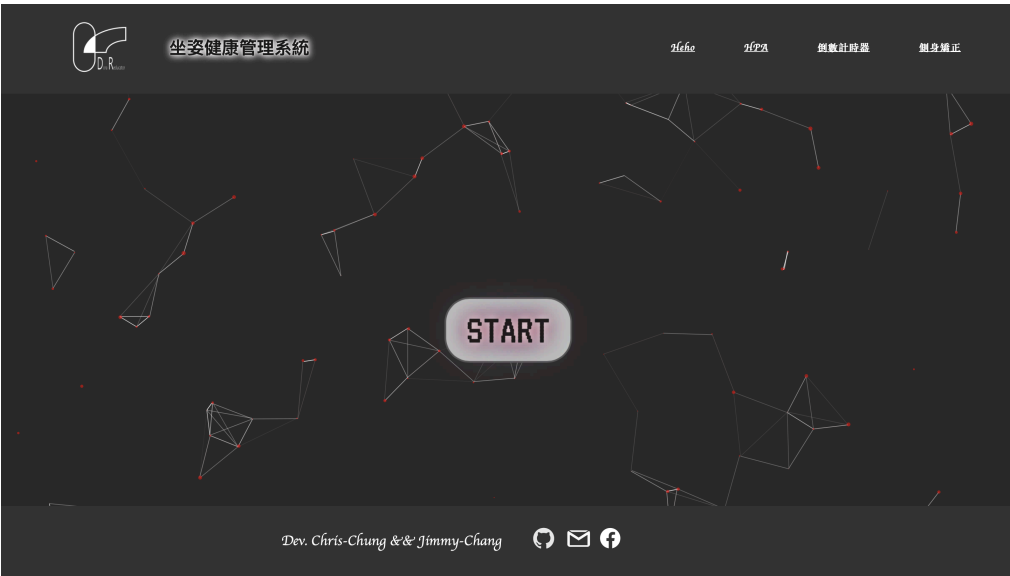 D. R.
坐姿健康管理系統
Heho
HPA
倒數計時器
側身矯正
START
Dev. Chris-Chung && Jimmy-Chang